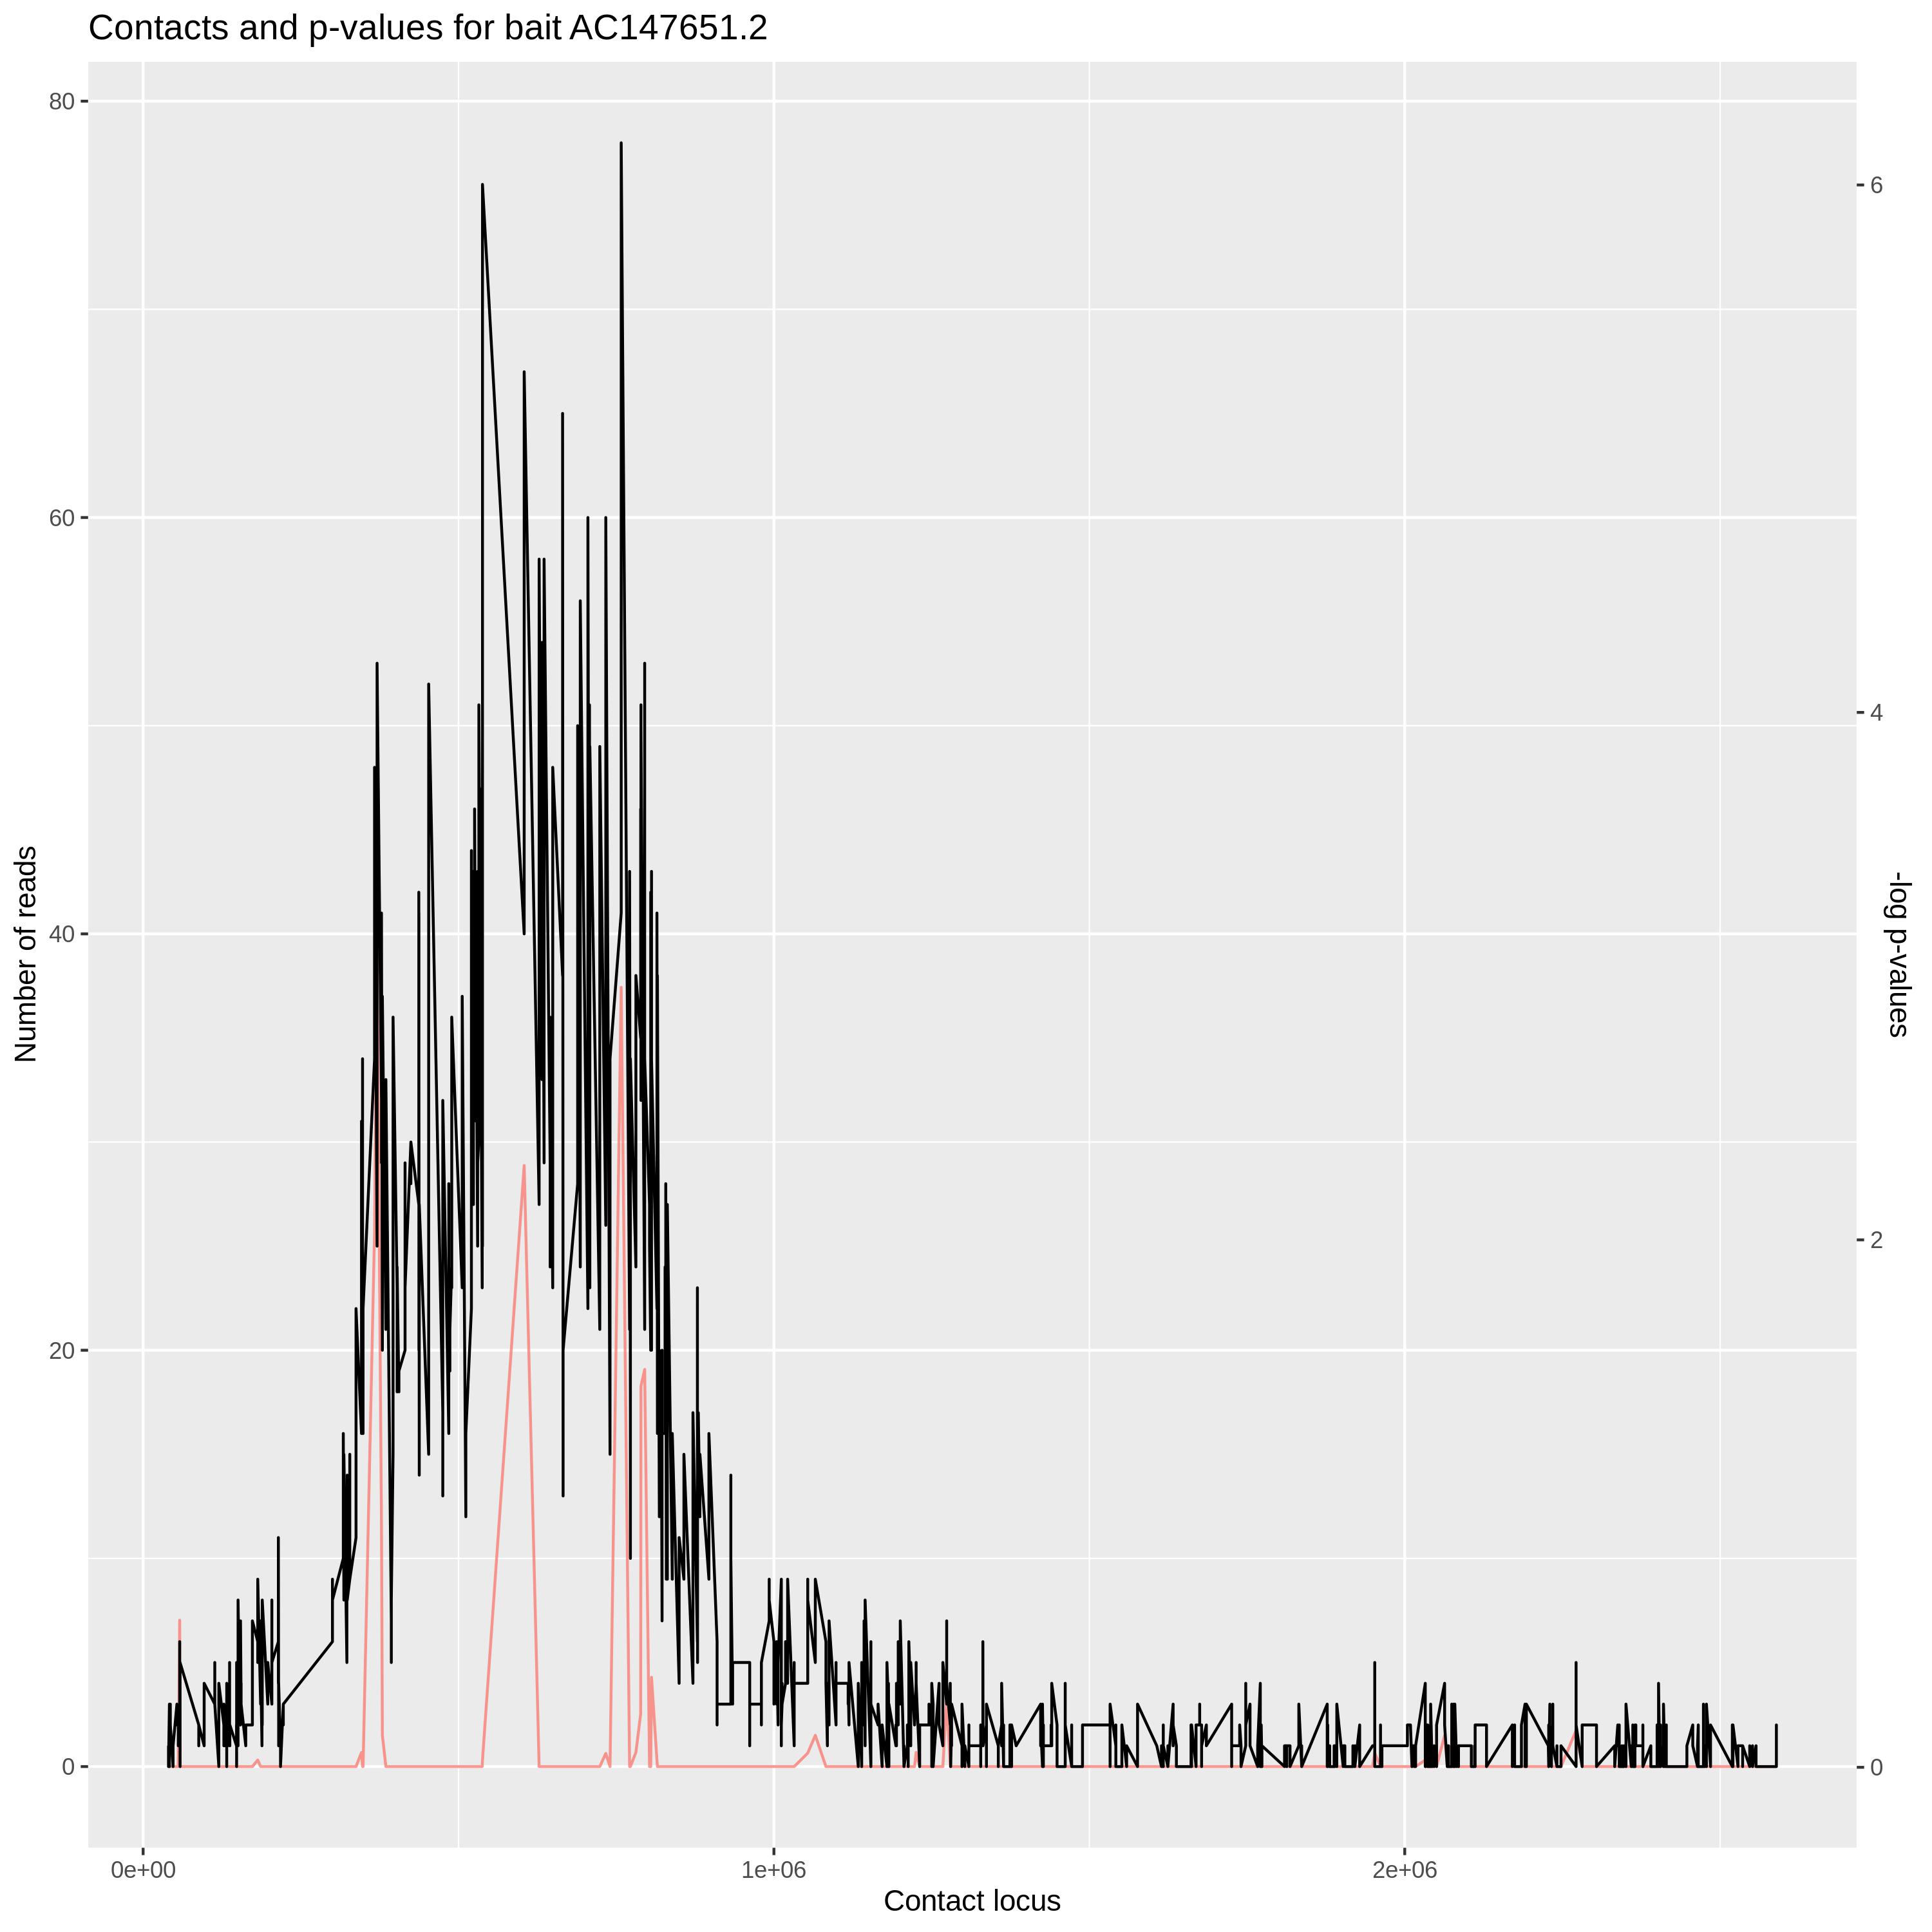 Contacts and p-values for bait AC147651.2
80
60
40
20
0
6
4
2
0
Number of reads
-log p-values
0e+00
1e+06
2e+06
Contact locus